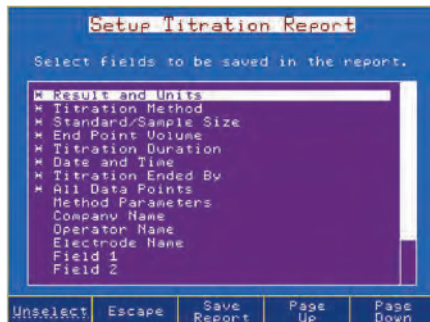 Setup Titration Report
Select fields to be saved in the report.
* Result and Units
* Titration Method
* Standard/Sample Size
* End Point Volume
* Titration Duration
* Date and Time
* Titration Ended By
* All Data Points
Method Parameters
Company Name
Operator Name
Electrode Name
Field 1
Field 2
Unselect Escape Save Report Page Up Page Down